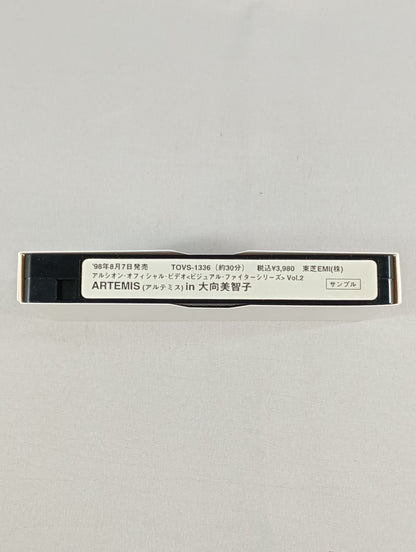 '98年8月7日発売 TOVS-1336 (約30分) 税込¥3,980 東芝EMI(株)
アルシオン・オフィシャル・ビデオ<ビジュアル・ファイターシリーズ> Vol.2
ARTEMIS (アルテミス) in 大向美智子
サンプル